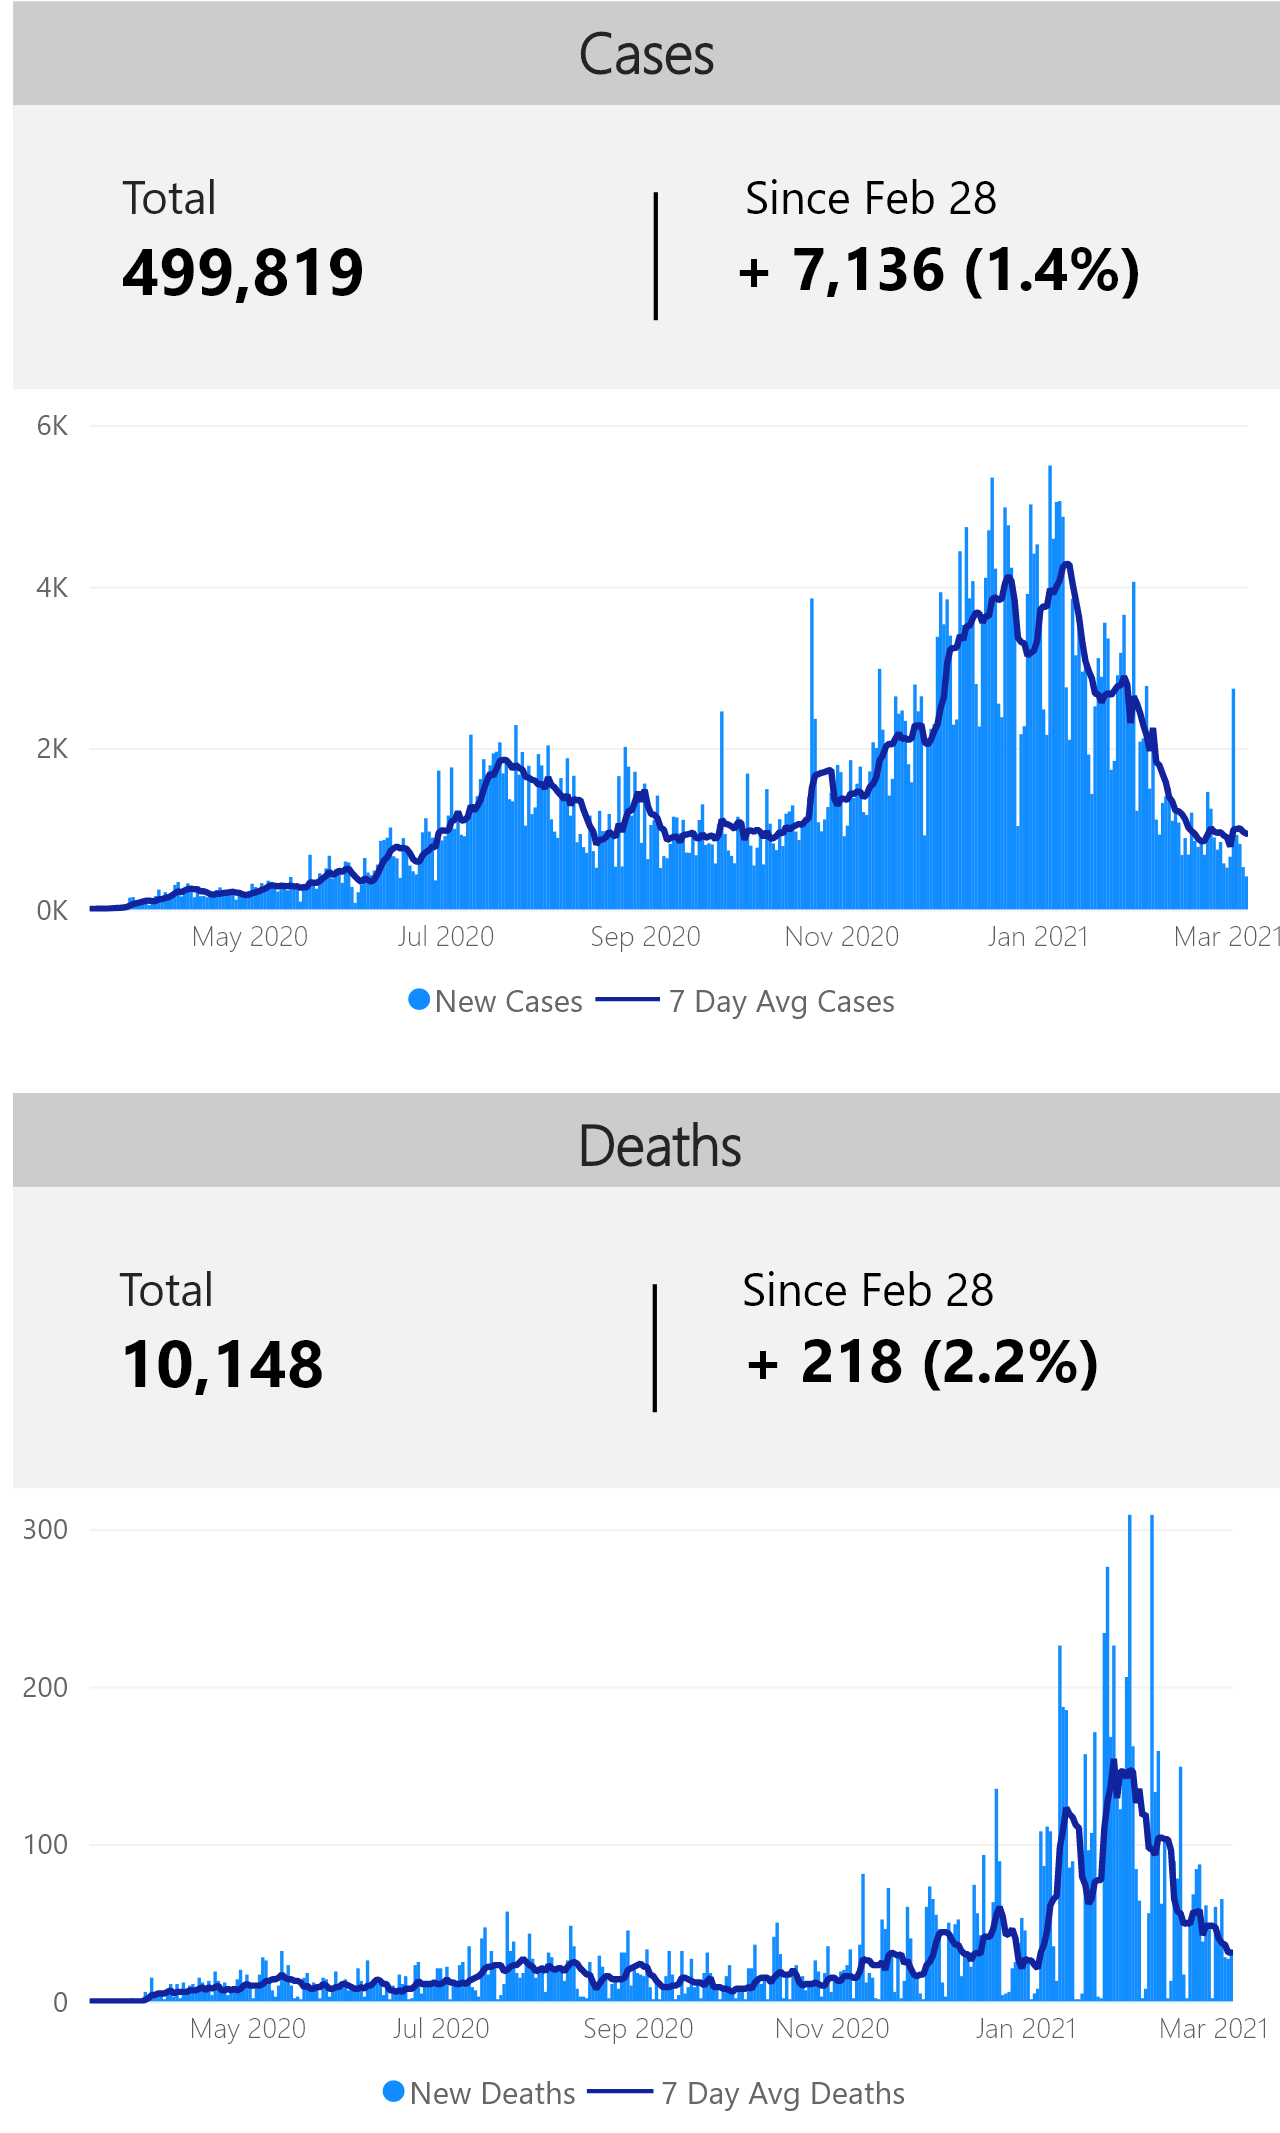 Cases
Total
Since Feb 28
499,819
+ 7,136 (1.4%)
6K
4K
2K
0K
May 2020 Jul 2020 Sep 2020 Nov 2020 Jan 2021 Mar 2021
New Cases 7 Day Avg Cases
Deaths
Total
Since Feb 28
10,148
+ 218 (2.2%)
300
200
100
0
May 2020 Jul 2020 Sep 2020 Nov 2020 Jan 2021 Mar 2021
New Deaths 7 Day Avg Deaths